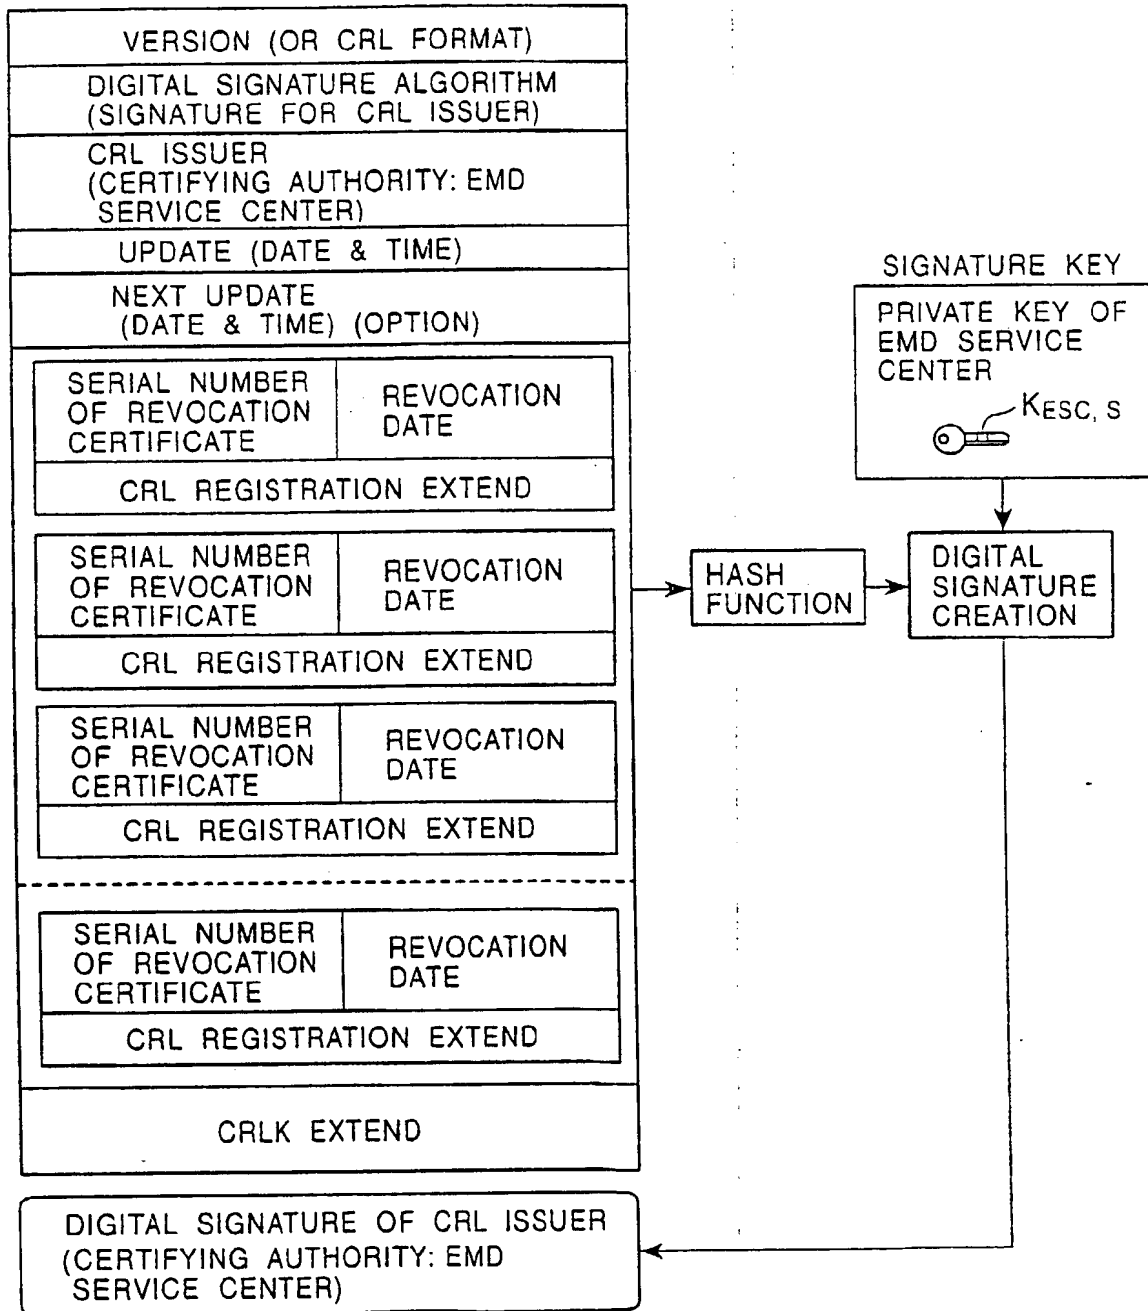 VERSION (OR CRL FORMAT)
DIGITAL SIGNATURE ALGORITHM
(SIGNATURE FOR CRL ISSUER)
CRL ISSUER
(CERTIFYING AUTHORITY: EMD
SERVICE CENTER)
UPDATE (DATE & TIME)
NEXT UPDATE
(DATE & TIME) (OPTION)
SERIAL NUMBER
OF REVOCATION
CERTIFICATE
REVOCATION
DATE
CRL REGISTRATION EXTEND
SERIAL NUMBER
OF REVOCATION
CERTIFICATE
REVOCATION
DATE
CRL REGISTRATION EXTEND
SERIAL NUMBER
OF REVOCATION
CERTIFICATE
REVOCATION
DATE
CRL REGISTRATION EXTEND
SERIAL NUMBER
OF REVOCATION
CERTIFICATE
REVOCATION
DATE
CRL REGISTRATION EXTEND
CRLK EXTEND
DIGITAL SIGNATURE OF CRL ISSUER
(CERTIFYING AUTHORITY: EMD
SERVICE CENTER)
HASH
FUNCTION
SIGNATURE KEY
PRIVATE KEY OF
EMD SERVICE
CENTER
KESC, S
DIGITAL
SIGNATURE
CREATION